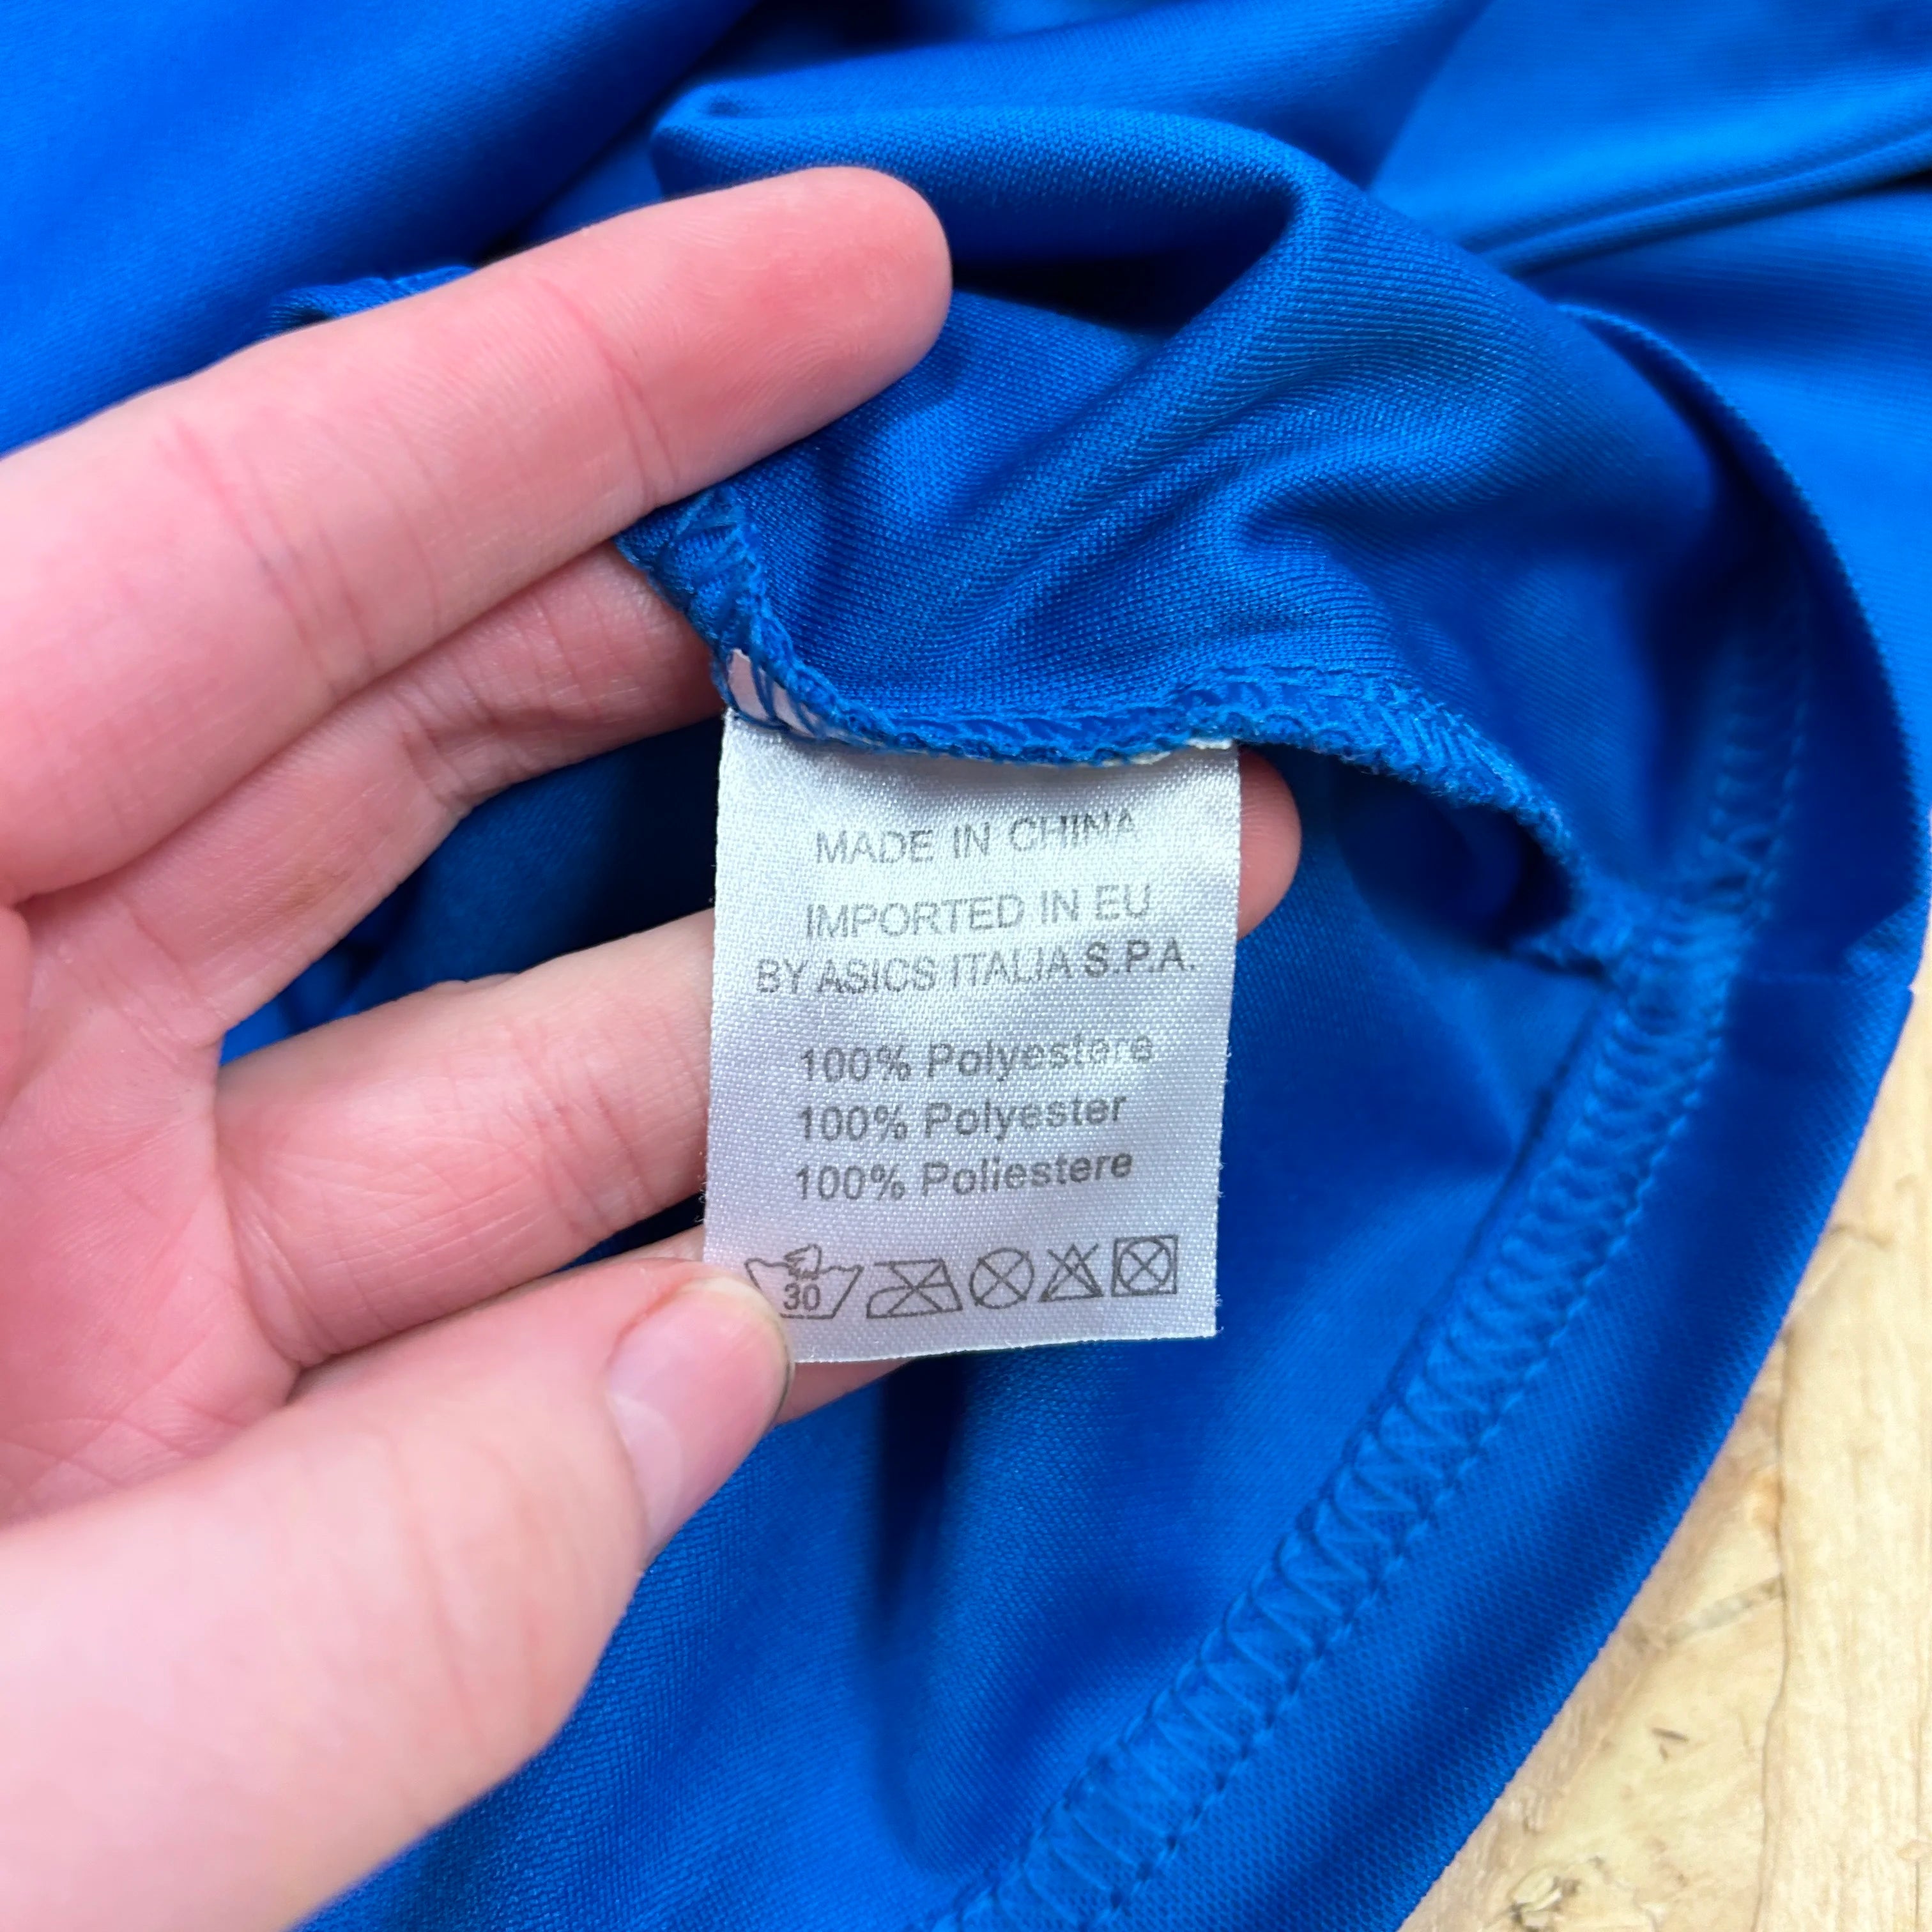 MADE IN CHINA
IMPORTED IN EU
BY ASICS ITALIA S.P.A.
100% Polyestere
100% Polyester
100% Poliestere
30